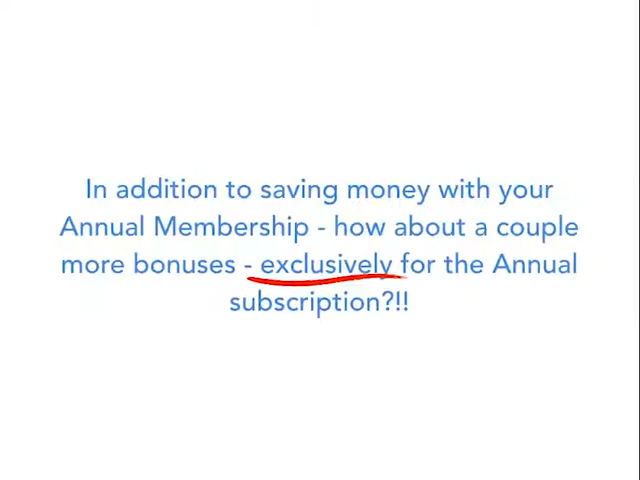 In addition to saving money with your
Annual Membership - how about a couple
more bonuses - exclusively for the Annual
subscription?!!